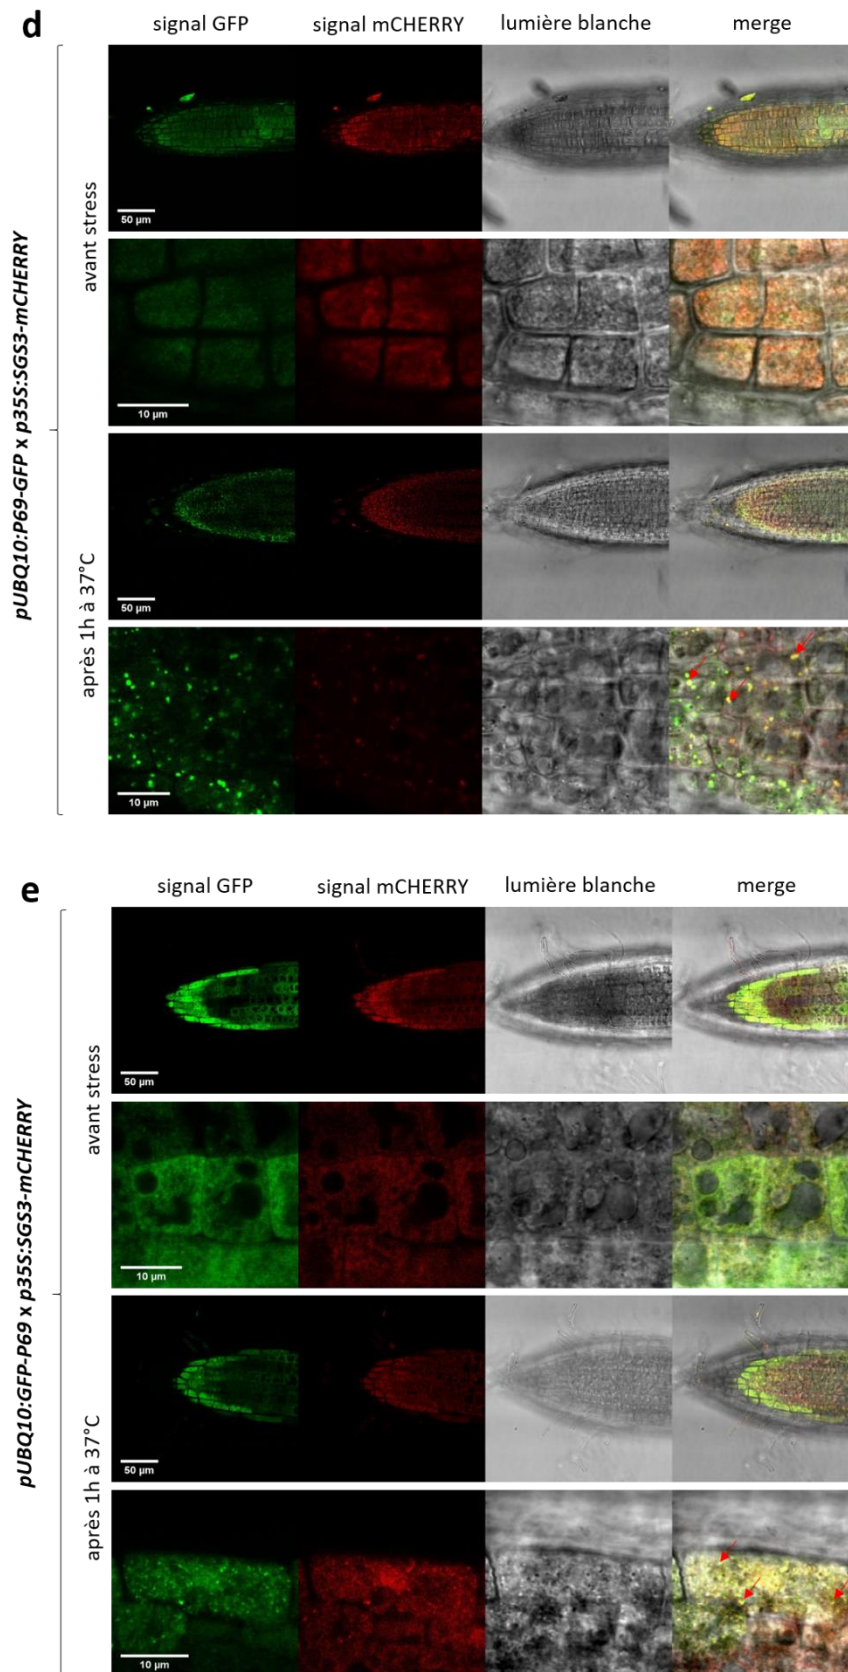 d
signal GFP
signal mCHERRY
lumière blanche
merge
pUBQ10:P69-GFP x p35S:SGS3-mCHERRY
avant stress
50 µm
10 µm
après 1h à 37°C
50 µm
10 µm
e
signal GFP
signal mCHERRY
lumière blanche
merge
pUBQ10:GFP-P69 x p35S:SGS3-mCHERRY
avant stress
50 µm
10 µm
après 1h à 37°C
50 µm
10 µm